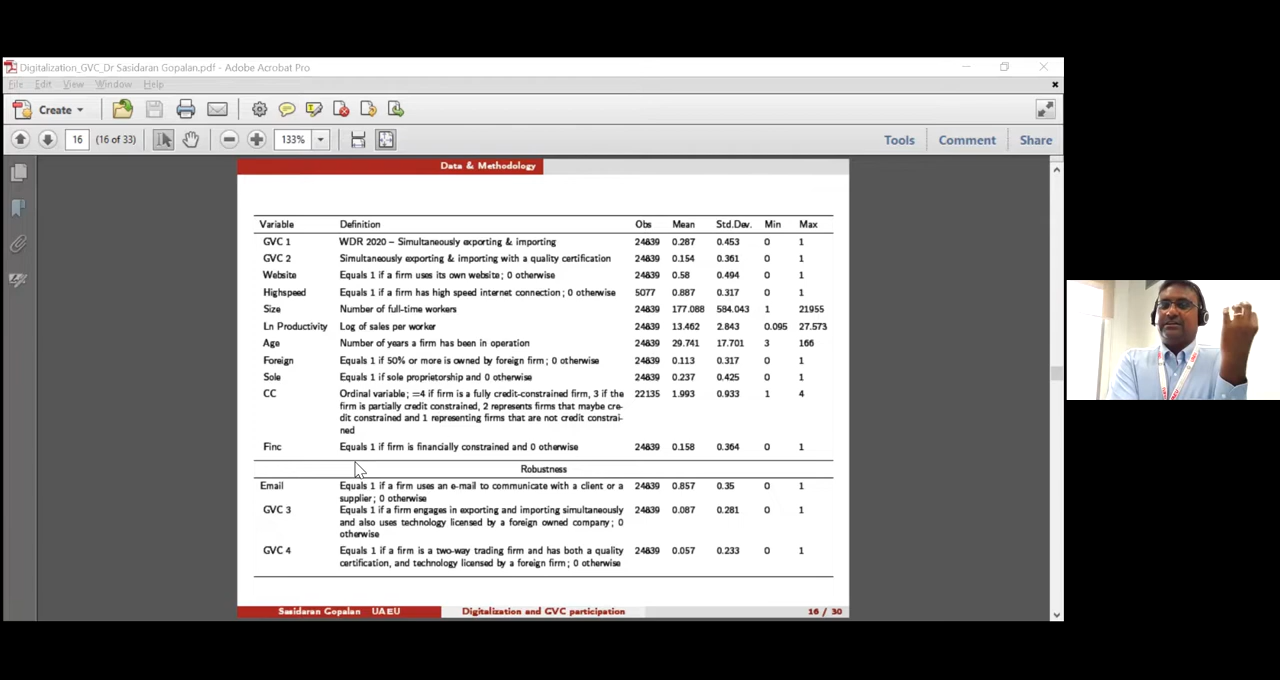 Digitalization_GVC_Dr Sasidaran Gopalan.pdf - Adobe Acrobat Pro
File Edit View Window Help
Create
16 (16 of 33) 133% Tools Comment Share
Data & Methodology
Variable Definition Obs Mean Std.Dev. Min Max
GVC 1 WDR 2020 – Simultaneously exporting & importing 24839 0.287 0.453 0 1
GVC 2 Simultaneously exporting & importing with a quality certification 24839 0.154 0.361 0 1
Website Equals 1 if a firm uses its own website; 0 otherwise 24839 0.58 0.494 0 1
Highspeed Equals 1 if a firm has high speed internet connection; 0 otherwise 5077 0.887 0.317 0 1
Size Number of full-time workers 24839 177.088 584.043 1 21955
Ln Productivity Log of sales per worker 24839 13.462 2.843 0.095 27.573
Age Number of years a firm has been in operation 24839 29.741 17.701 3 166
Foreign Equals 1 if 50% or more is owned by foreign firm; 0 otherwise 24839 0.113 0.317 0 1
Sole Equals 1 if sole proprietorship and 0 otherwise 24839 0.237 0.425 0 1
CC Ordinal variable; =4 if firm is a fully credit-constrained firm, 3 if the 22135 1.993 0.933 1 4
firm is partially credit constrained, 2 represents firms that maybe cre-
dit constrained and 1 representing firms that are not credit constrai-
ned
Finc Equals 1 if firm is financially constrained and 0 otherwise 24839 0.158 0.364 0 1
Robustness
Email Equals 1 if a firm uses an e-mail to communicate with a client or a 24839 0.857 0.35 0 1
supplier; 0 otherwise
GVC 3 Equals 1 if a firm engages in exporting and importing simultaneously 24839 0.087 0.281 0 1
and also uses technology licensed by a foreign owned company; 0
otherwise
GVC 4 Equals 1 if a firm is a two-way trading firm and has both a quality 24839 0.057 0.233 0 1
certification, and technology licensed by a foreign firm; 0 otherwise
Sasidaran Gopalan UAEU Digitalization and GVC participation 16 / 30